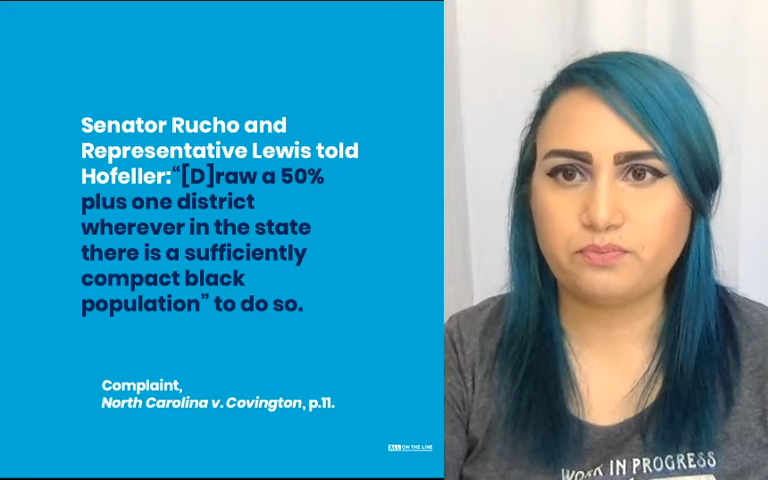 Senator Rucho and
Representative Lewis told
Hofeller:“[D]raw a 50%
plus one district
wherever in the state
there is a sufficiently
compact black
population” to do so.
Complaint,
North Carolina v. Covington, p.11.
ALL ON THE LINE
WORK IN PROGRESS